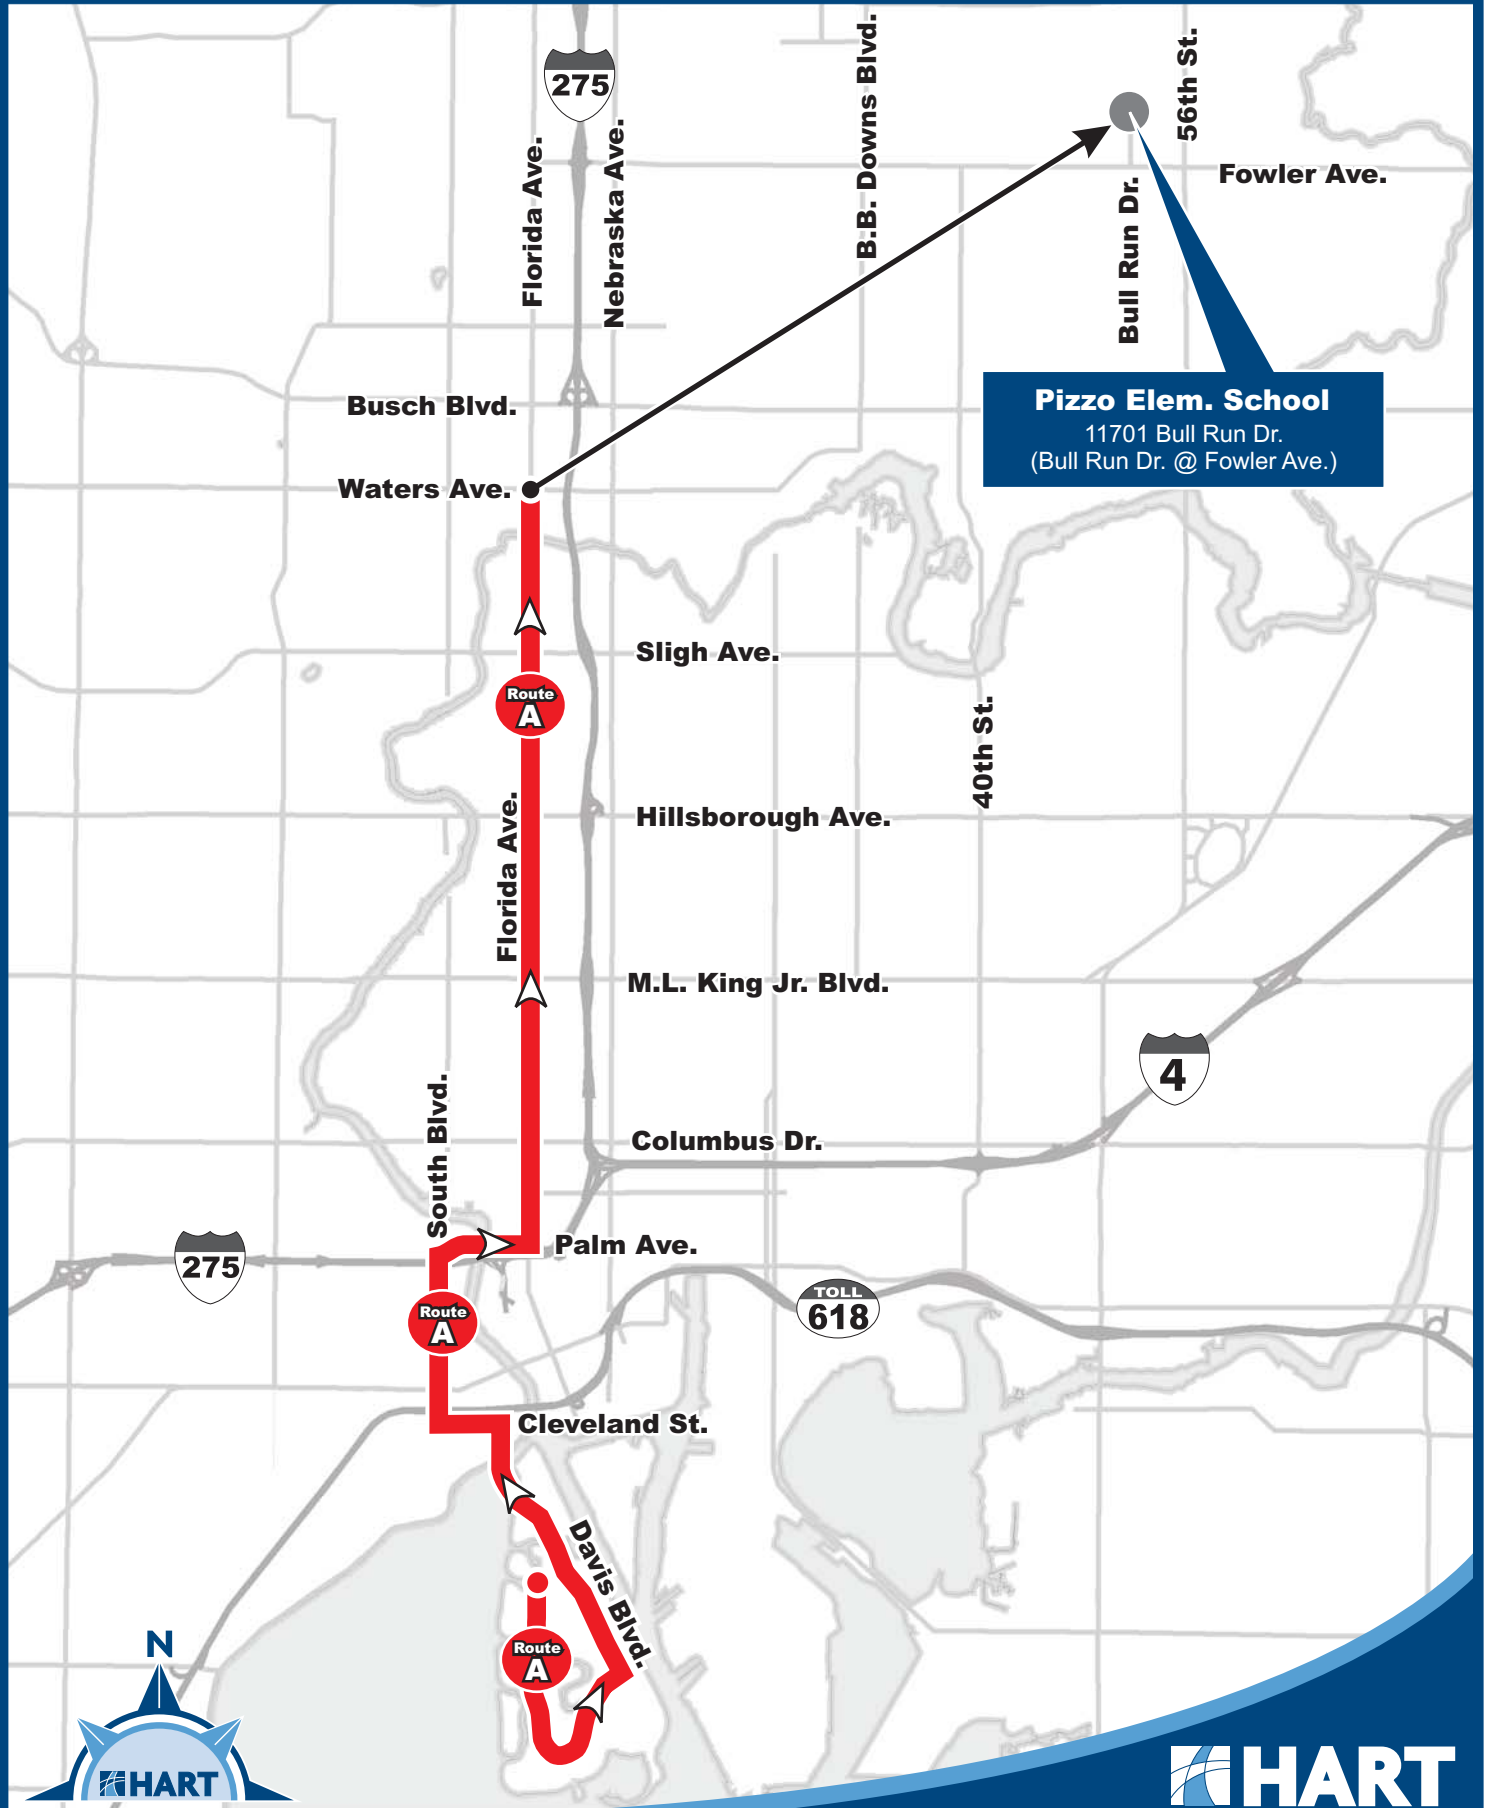 275
Florida Ave.
Nebraska Ave.
B.B. Downs Blvd.
56th St.
Fowler Ave.
Bull Run Dr.
Busch Blvd.
Pizzo Elem. School
11701 Bull Run Dr.
(Bull Run Dr. @ Fowler Ave.)
Waters Ave.
Sligh Ave.
Route
A
40th St.
Hillsborough Ave.
Florida Ave.
M.L. King Jr. Blvd.
4
South Blvd.
Columbus Dr.
Palm Ave.
275
TOLL
618
Route
A
Cleveland St.
Davis Blvd.
Route
A
N
HART
HART